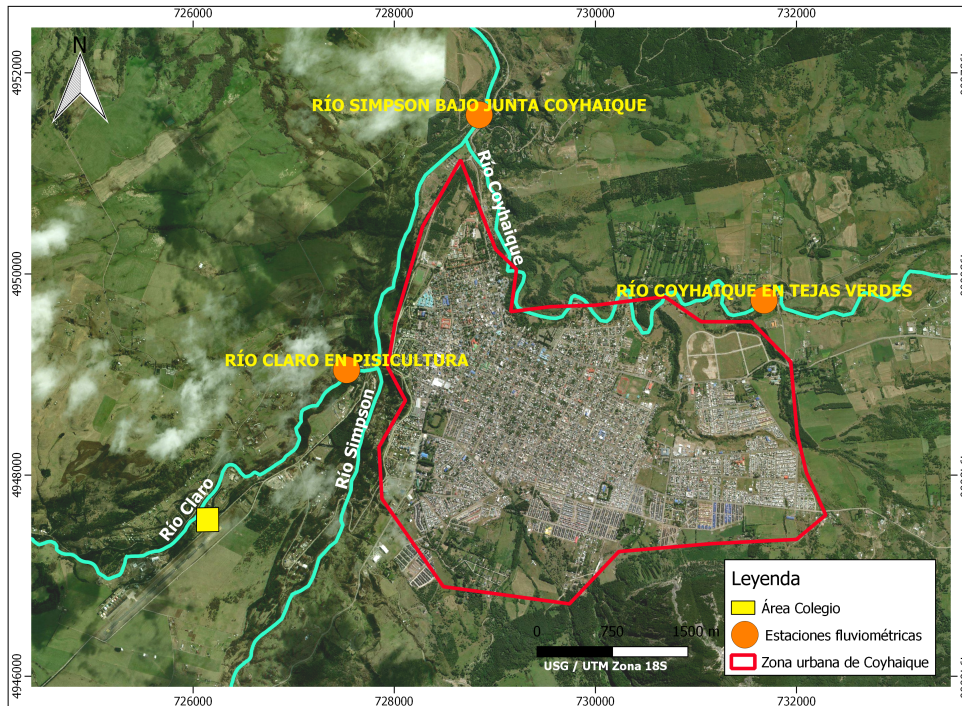 726000
728000
730000
732000
N
4952000
RÍO SIMPSON BAJO JUNTA COYHAIQUE
Río Coyhaique
4950000
RÍO COYHAIQUE EN TEJAS VERDES
RÍO CLARO EN PISICULTURA
Río Simpson
4948000
Río Claro
Leyenda
Área Colegio
Estaciones fluviométricas
Zona urbana de Coyhaique
0 750 1500 m
USG / UTM Zona 18S
4946000
726000
728000
730000
732000